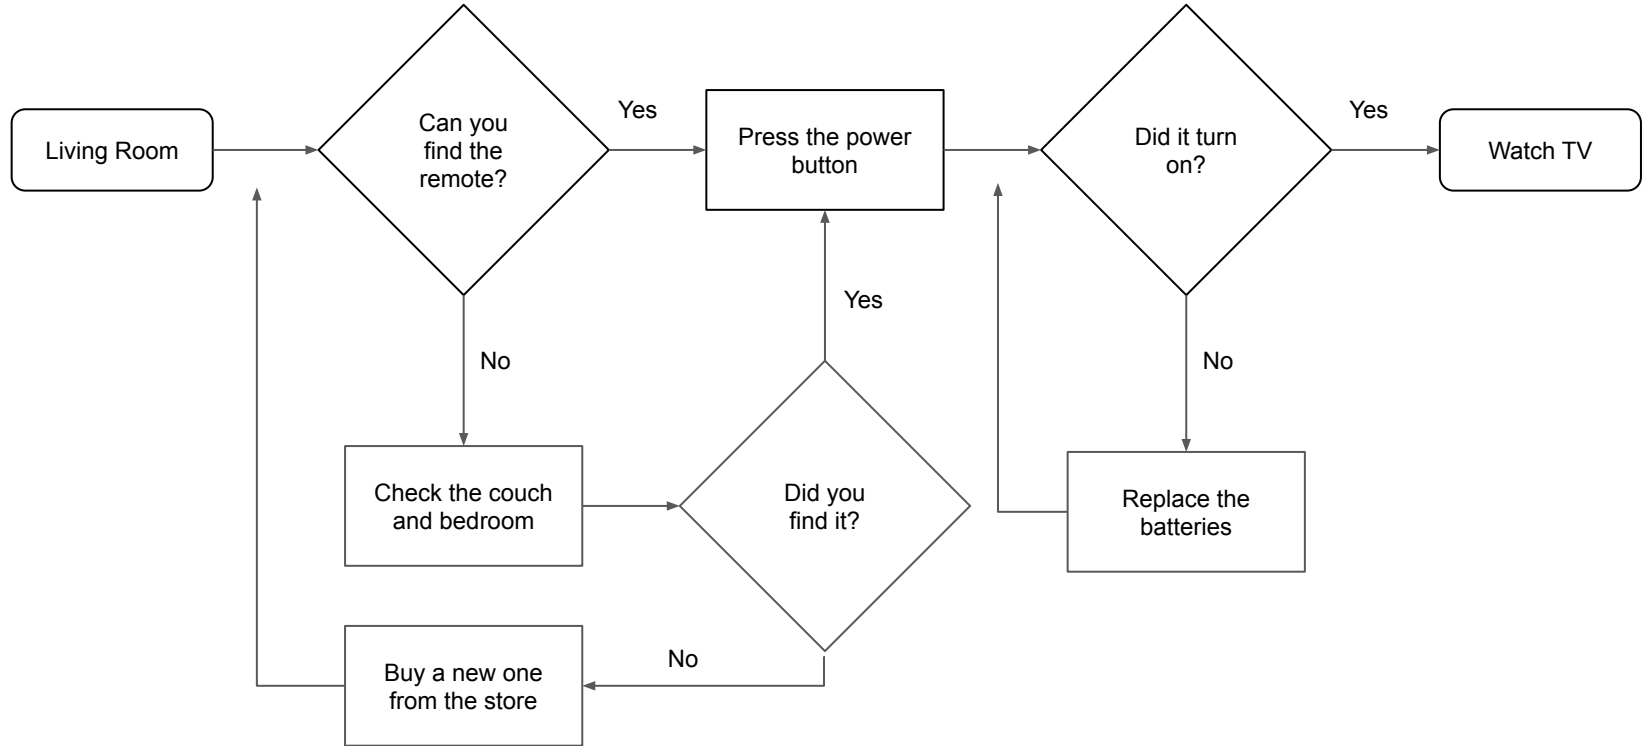 Living Room
Can you
find the
remote?
Yes
Press the power
button
Did it turn
on?
Yes
Watch TV
No
Yes
No
Check the couch
and bedroom
Did you
find it?
Replace the
batteries
No
Buy a new one
from the store